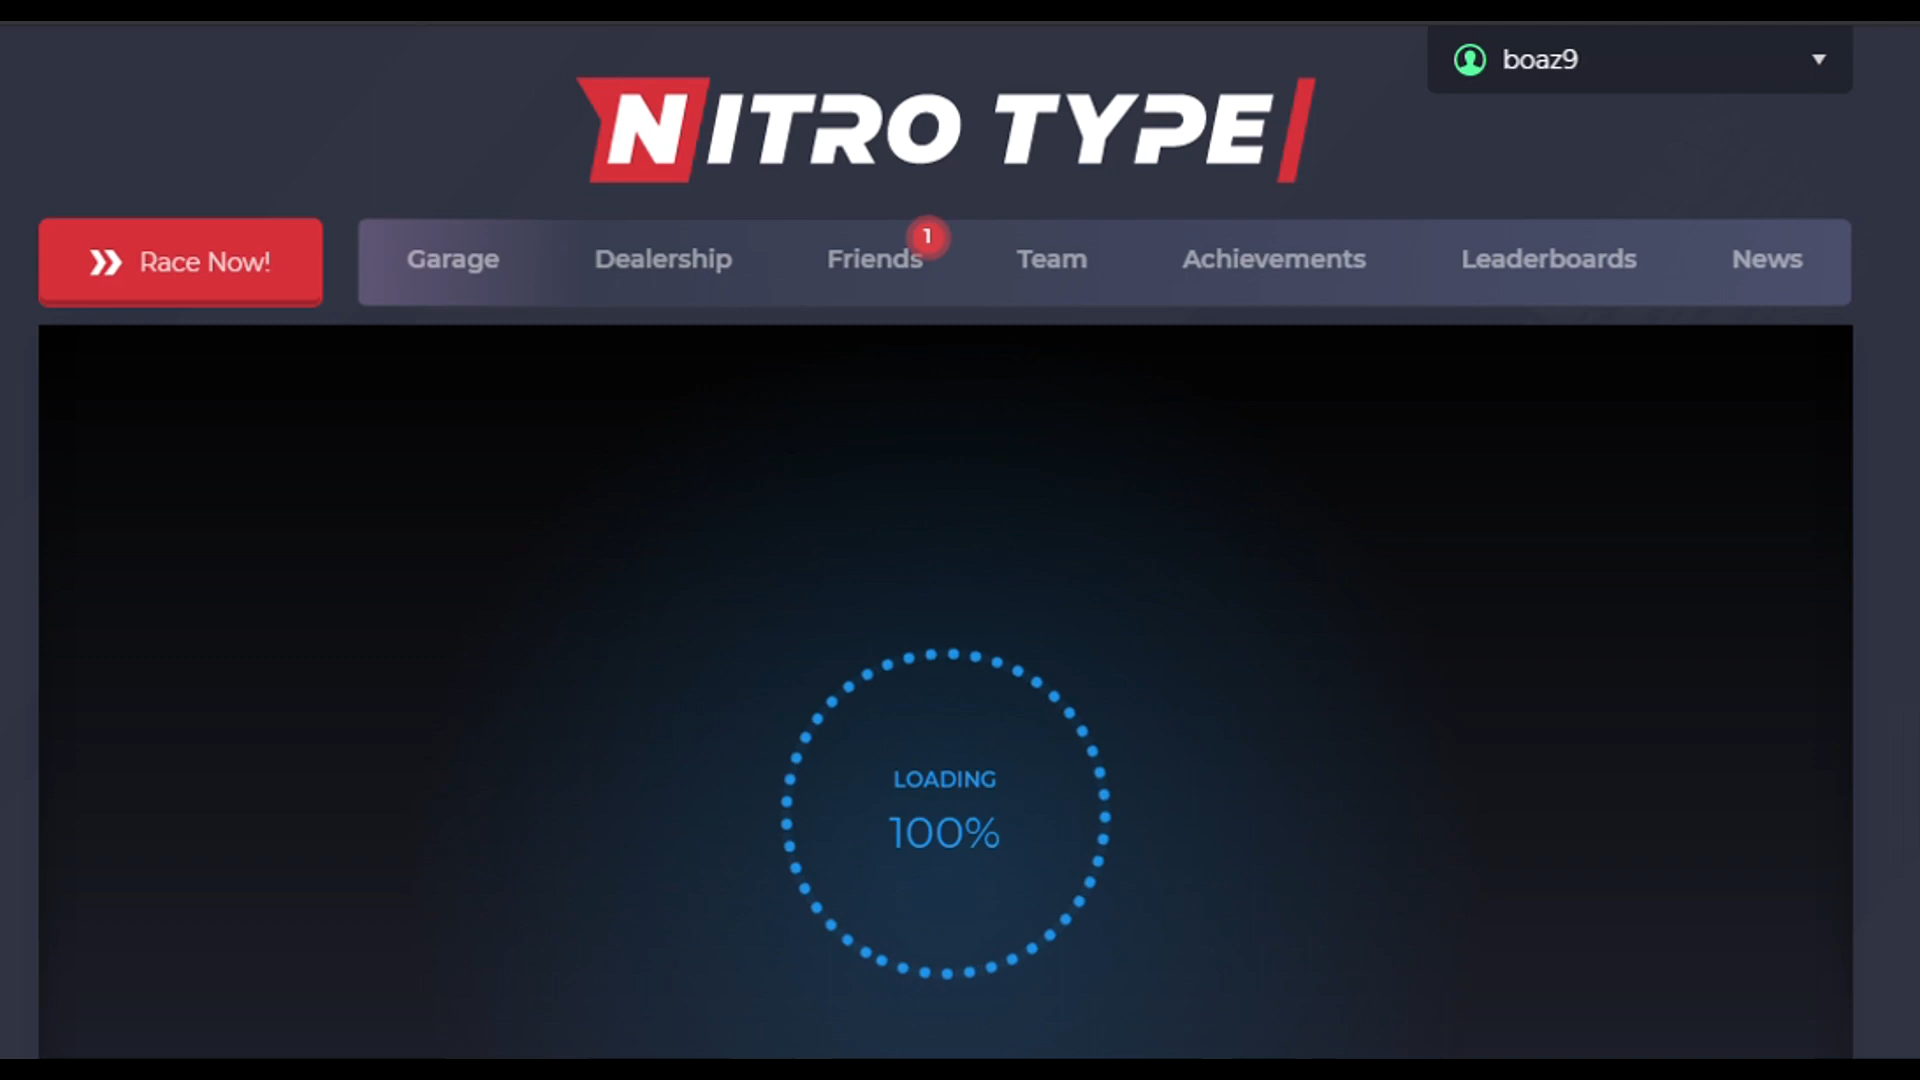 boaz9
NITRO TYPE
Race Now!
Garage Dealership Friends 1 Team Achievements Leaderboards News
LOADING
100%